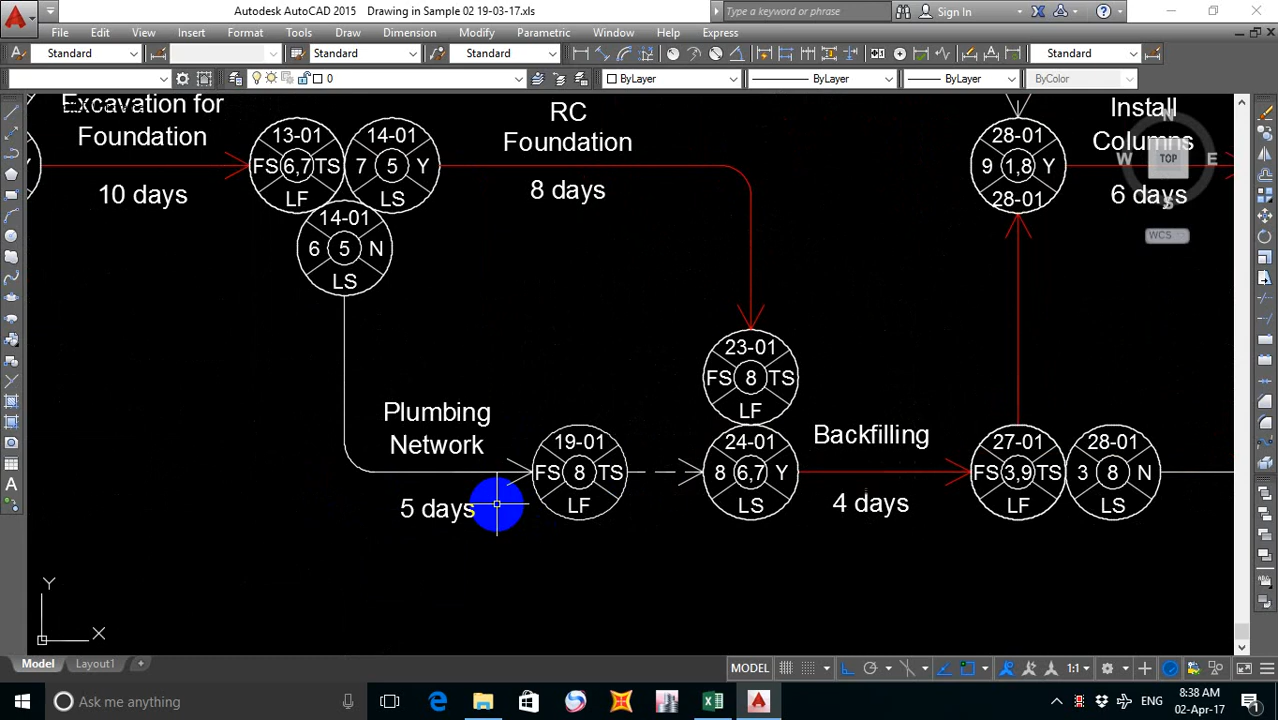 Autodesk AutoCAD 2015 Drawing in Sample 02 19-03-17.xls
Type a keyword or phrase
Sign In
File Edit View Insert Format Tools Draw Dimension Modify Parametric Window Help Express
Standard Standard Standard Standard
0 ByLayer ByLayer ByLayer ByColor
Excavation for
Foundation
10 days
13-01
FS 6,7 TS
LF
14-01
7 5 Y
LS
14-01
6 5 N
LS
RC
Foundation
8 days
28-01
9 1,8 Y
28-01
Install
Columns
6 days
N
W TOP E
S
WCS
23-01
FS 8 TS
LF
Plumbing
Network
5 days
19-01
FS 8 TS
LF
24-01
8 6,7 Y
LS
Backfilling
4 days
27-01
FS 3,9 TS
LF
28-01
3 8 N
LS
Y
X
Model Layout1 +
MODEL 1:1
Ask me anything
ENG
8:38 AM
02-Apr-17